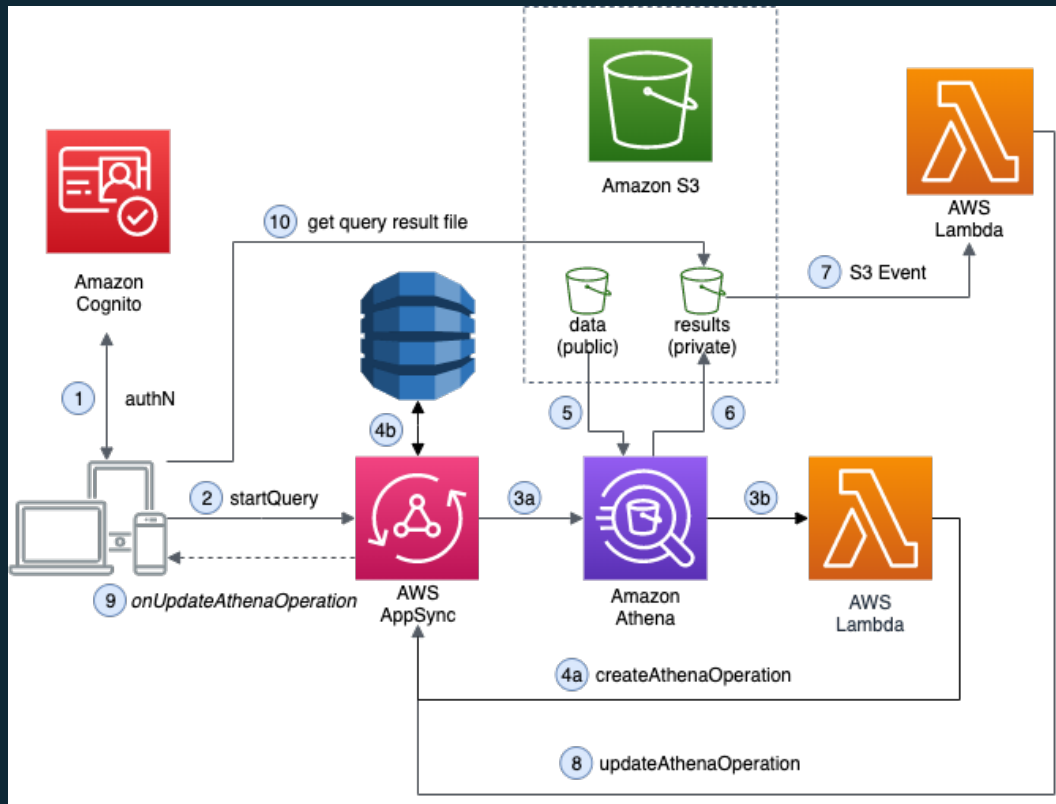 Amazon S3
AWS
Lambda
Amazon
Cognito
10 get query result file
7 S3 Event
data
(public)
results
(private)
1 authN
4b
5
6
2 startQuery
3a
3b
9 onUpdateAthenaOperation
AWS
AppSync
Amazon
Athena
AWS
Lambda
4a createAthenaOperation
8 updateAthenaOperation